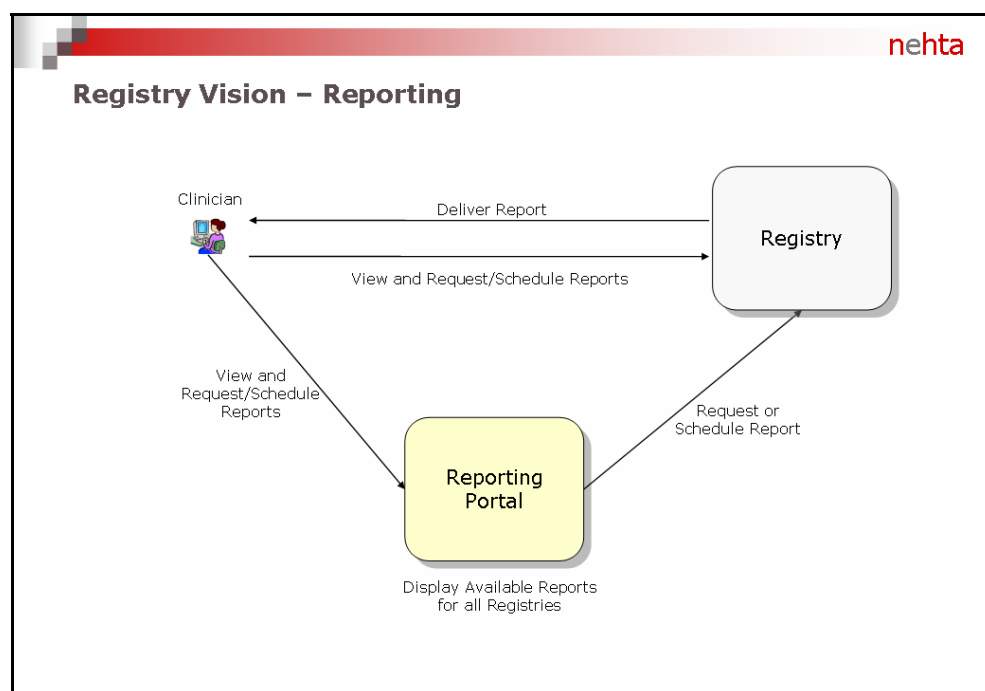 nehta
Registry Vision – Reporting
Clinician
Deliver Report
Registry
View and Request/Schedule Reports
View and
Request/Schedule
Reports
Request or
Schedule Report
Reporting
Portal
Display Available Reports
for all Registries